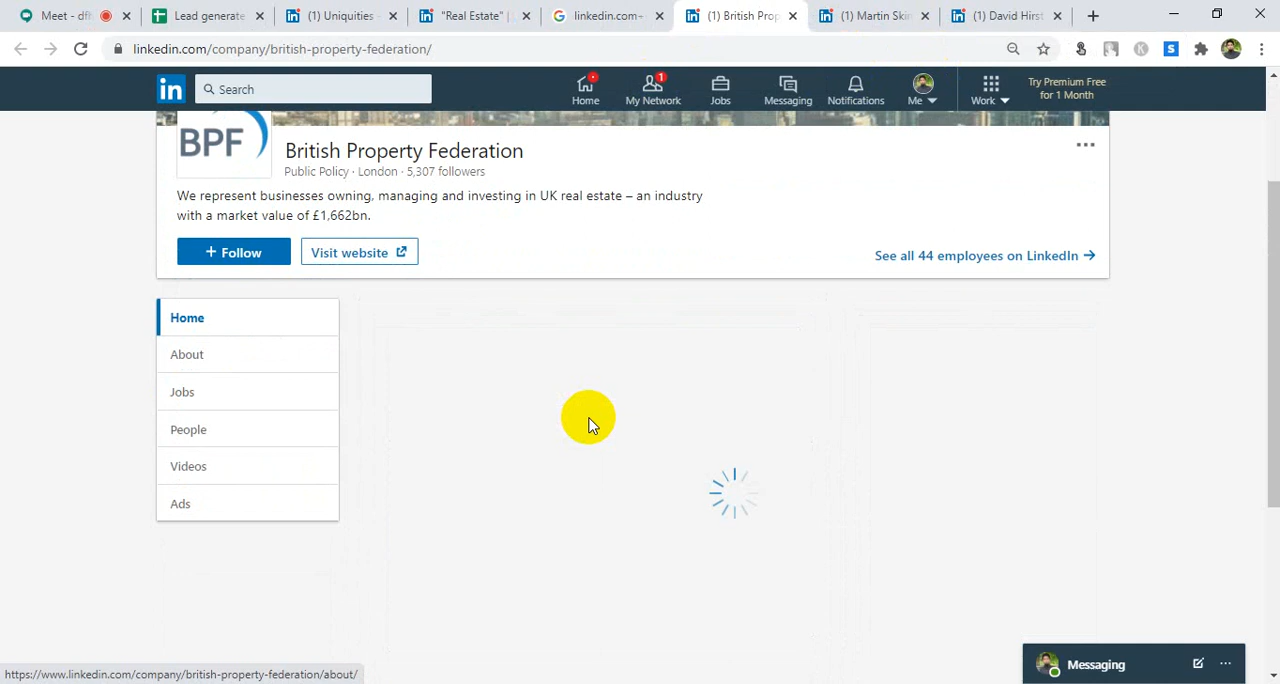 Meet - dft
Lead generate
(1) Uniquities -
"Real Estate" | L
linkedin.com÷
(1) British Prop
(1) Martin Skin
(1) David Hirst
linkedin.com/company/british-property-federation/
in
Search
Home
1
My Network
Jobs
Messaging
Notifications
Me
Work
Try Premium Free
for 1 Month
BPF
British Property Federation
Public Policy · London · 5,307 followers
We represent businesses owning, managing and investing in UK real estate – an industry
with a market value of £1,662bn.
+ Follow
Visit website
See all 44 employees on LinkedIn →
Home
About
Jobs
People
Videos
Ads
https://www.linkedin.com/company/british-property-federation/about/
Messaging